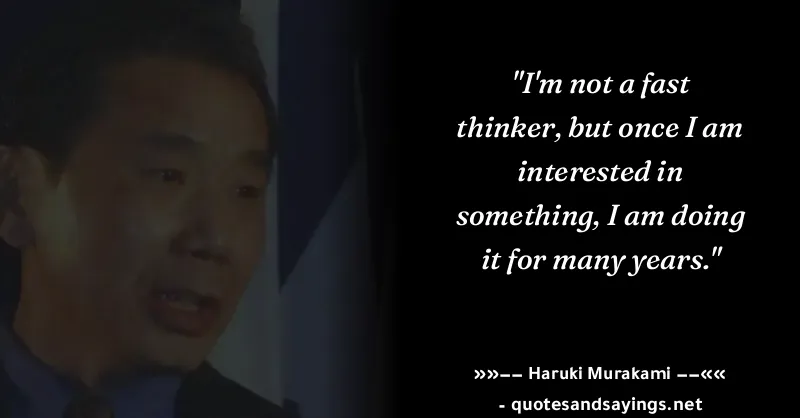 "I'm not a fast
thinker, but once I am
interested in
something, I am doing
it for many years."
»»–– Haruki Murakami ––««
- quotesandsayings.net